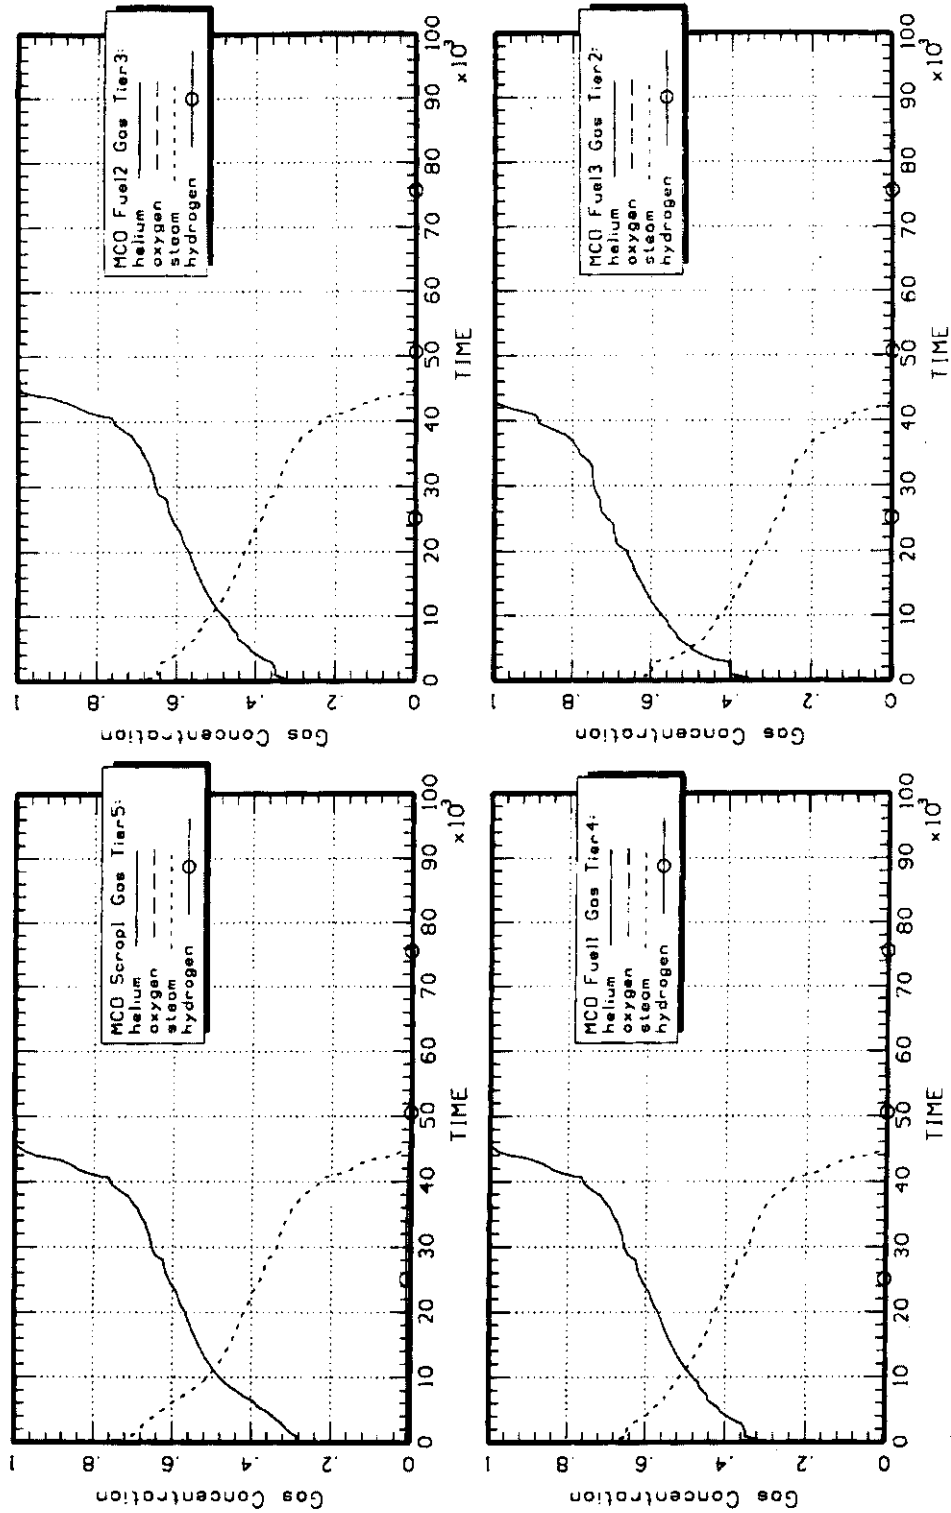 1
.8
.6
.4
.2
0
Gas Concentration
MCO Scrap1 Gas Tier5:
helium
oxygen
steam
hydrogen
0 10 20 30 40 50 60 70 80 90 100
TIME
×10³
1
.8
.6
.4
.2
0
Gas Concentration
MCO Fuel2 Gas Tier3:
helium
oxygen
steam
hydrogen
0 10 20 30 40 50 60 70 80 90 100
TIME
×10³
1
.8
.6
.4
.2
0
Gas Concentration
MCO Fuel1 Gas Tier4:
helium
oxygen
steam
hydrogen
0 10 20 30 40 50 60 70 80 90 100
TIME
×10³
1
.8
.6
.4
.2
0
Gas Concentration
MCO Fuel3 Gas Tier2:
helium
oxygen
steam
hydrogen
0 10 20 30 40 50 60 70 80 90 100
TIME
×10³